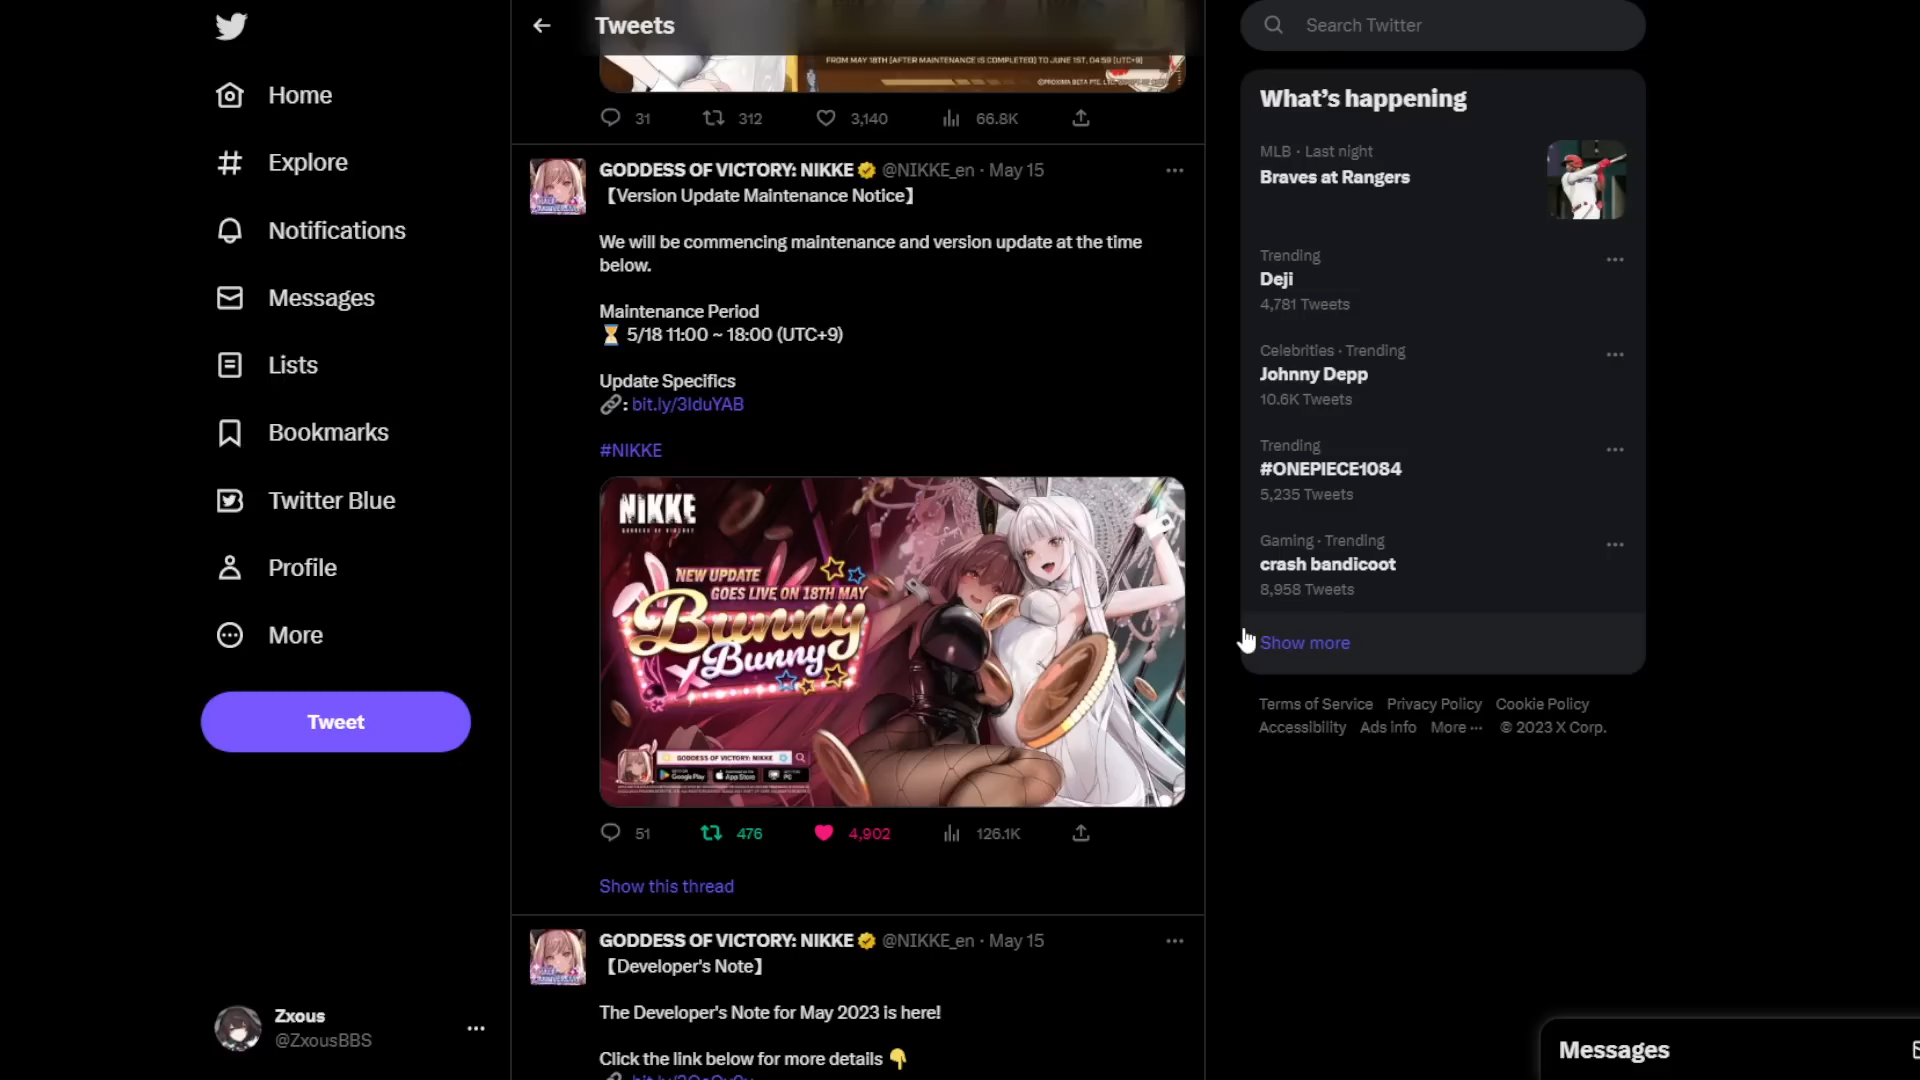 Home
Explore
Notifications
Messages
Lists
Bookmarks
Twitter Blue
Profile
More
Tweet
Zxous
@ZxousBBS
Tweets
FROM MAY 18TH (AFTER MAINTENANCE IS COMPLETED) TO JUNE 1ST, 04:59 (UTC+9)
31 312 3,140 66.8K
GODDESS OF VICTORY: NIKKE @NIKKE_en · May 15
【Version Update Maintenance Notice】
We will be commencing maintenance and version update at the time
below.
Maintenance Period
⏳ 5/18 11:00 ~ 18:00 (UTC+9)
Update Specifics
🔗: bit.ly/3IduYAB
#NIKKE
NIKKE
GODDESS OF VICTORY
NEW UPDATE
GOES LIVE ON 18TH MAY
Bunny
x Bunny
GODDESS OF VICTORY: NIKKE
Google Play App Store PC
51 476 4,902 126.1K
Show this thread
GODDESS OF VICTORY: NIKKE @NIKKE_en · May 15
【Developer's Note】
The Developer's Note for May 2023 is here!
Click the link below for more details 👇
Search Twitter
What's happening
MLB · Last night
Braves at Rangers
Trending
Deji
4,781 Tweets
Celebrities · Trending
Johnny Depp
10.6K Tweets
Trending
#ONEPIECE1084
5,235 Tweets
Gaming · Trending
crash bandicoot
8,958 Tweets
Show more
Terms of Service Privacy Policy Cookie Policy
Accessibility Ads info More ··· © 2023 X Corp.
Messages